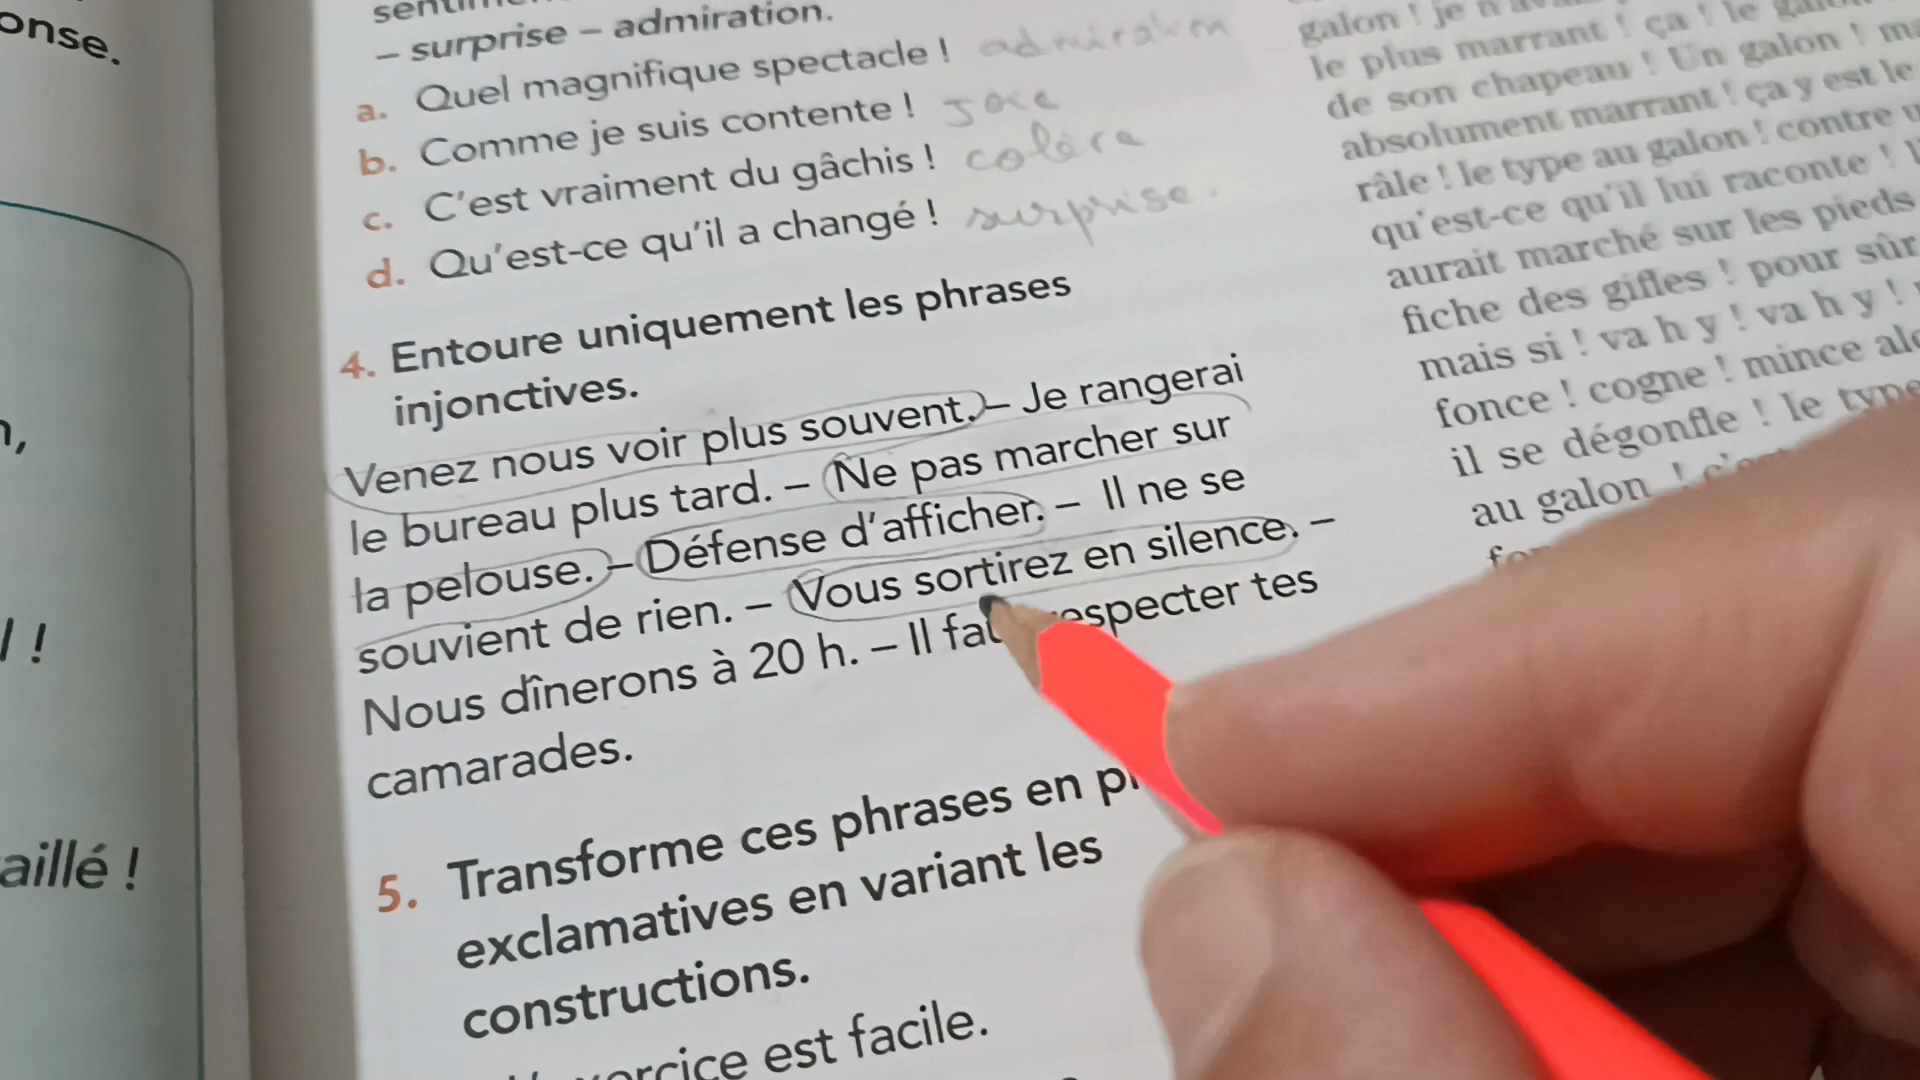 onse.
– surprise – admiration.
a. Quel magnifique spectacle ! admiration
b. Comme je suis contente ! Joie
c. C'est vraiment du gâchis ! colère
d. Qu'est-ce qu'il a changé ! surprise.
4. Entoure uniquement les phrases
injonctives.
Venez nous voir plus souvent. – Je rangerai
le bureau plus tard. – Ne pas marcher sur
la pelouse. – Défense d'afficher. – Il ne se
souvient de rien. – Vous sortirez en silence. –
Nous dînerons à 20 h. – Il respecter tes
camarades.
5. Transforme ces phrases en
exclamatives en variant les
constructions.
est facile.
l !
aillé !
galon ! je
le plus marrant ! ça ! le
de son chapeau ! Un galon !
absolument marrant ! ça y est le
râle ! le type au galon ! contre
qu'est-ce qu'il lui raconte !
aurait marché sur les pieds
fiche des gifles ! pour sûr
mais si ! va h y ! va h y !
fonce ! cogne ! mince
il se dégonfle ! le type
au galon !